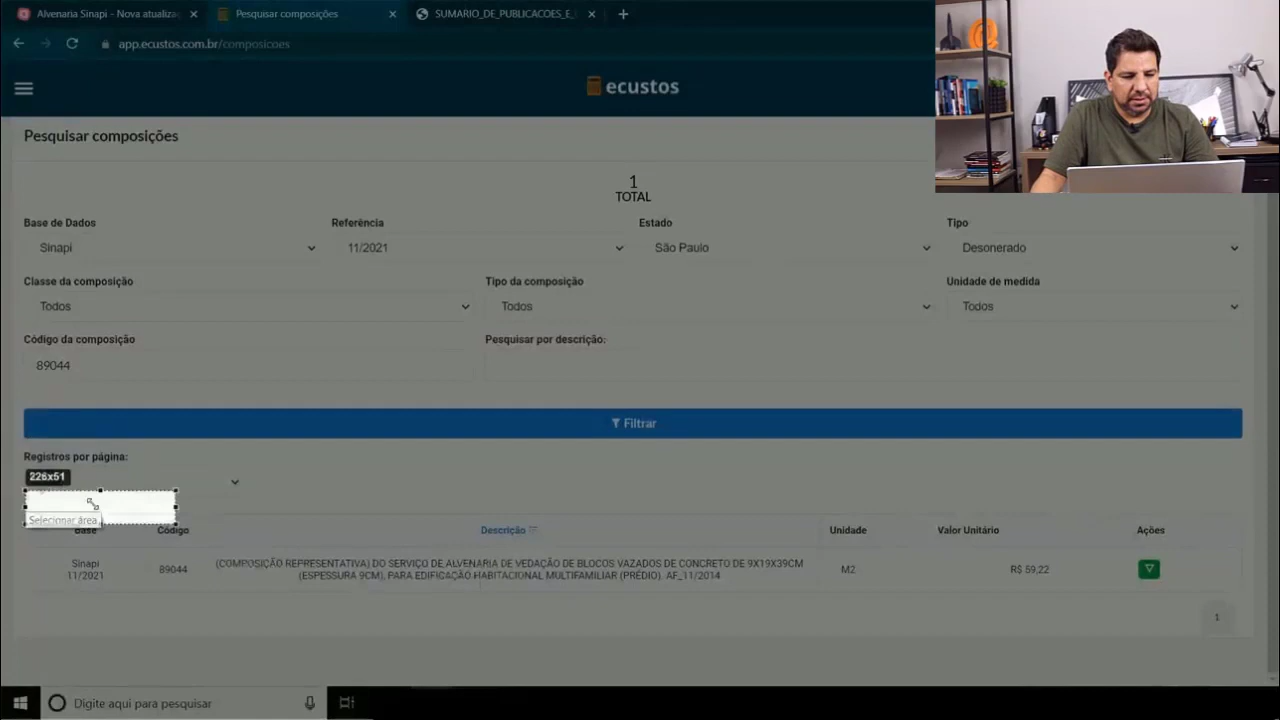 Alvenaria Sinapi - Nova atualiza
Pesquisar composições
SUMARIO_DE_PUBLICACOES_E_
app.ecustos.com.br/composicoes
ecustos
Pesquisar composições
1
TOTAL
Base de Dados
Referência
Estado
Tipo
Sinapi
11/2021
São Paulo
Desonerado
Classe da composição
Tipo da composição
Unidade de medida
Todos
Todos
Todos
Código da composição
Pesquisar por descrição:
89044
Filtrar
Registros por página:
226x51
Selecionar área
Base
Código
Descrição
Unidade
Valor Unitário
Ações
Sinapi
11/2021
89044
(COMPOSIÇÃO REPRESENTATIVA) DO SERVIÇO DE ALVENARIA DE VEDAÇÃO DE BLOCOS VAZADOS DE CONCRETO DE 9X19X39CM
(ESPESSURA 9CM), PARA EDIFICAÇÃO HABITACIONAL MULTIFAMILIAR (PRÉDIO). AF_11/2014
M2
R$ 59,22
1
Digite aqui para pesquisar